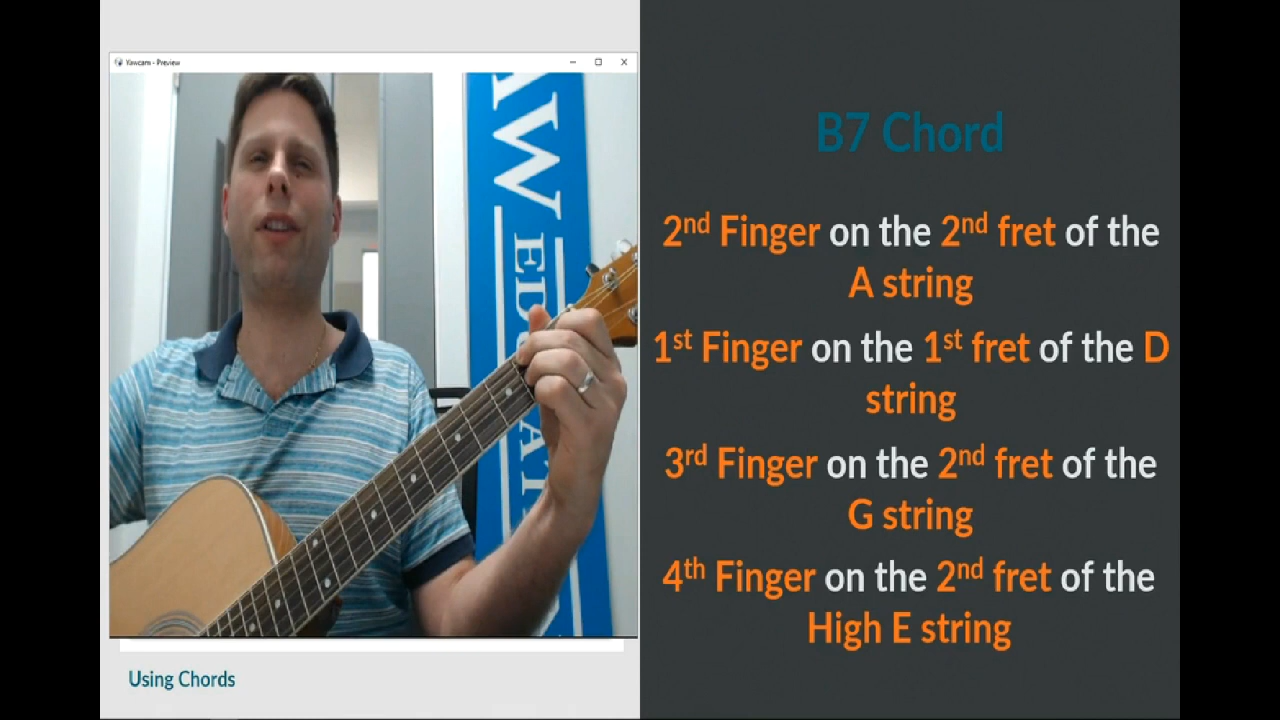 Yawcam - Preview
AW
EDU
B7 Chord
2nd Finger on the 2nd fret of the
A string
1st Finger on the 1st fret of the D
string
3rd Finger on the 2nd fret of the
G string
4th Finger on the 2nd fret of the
High E string
Using Chords